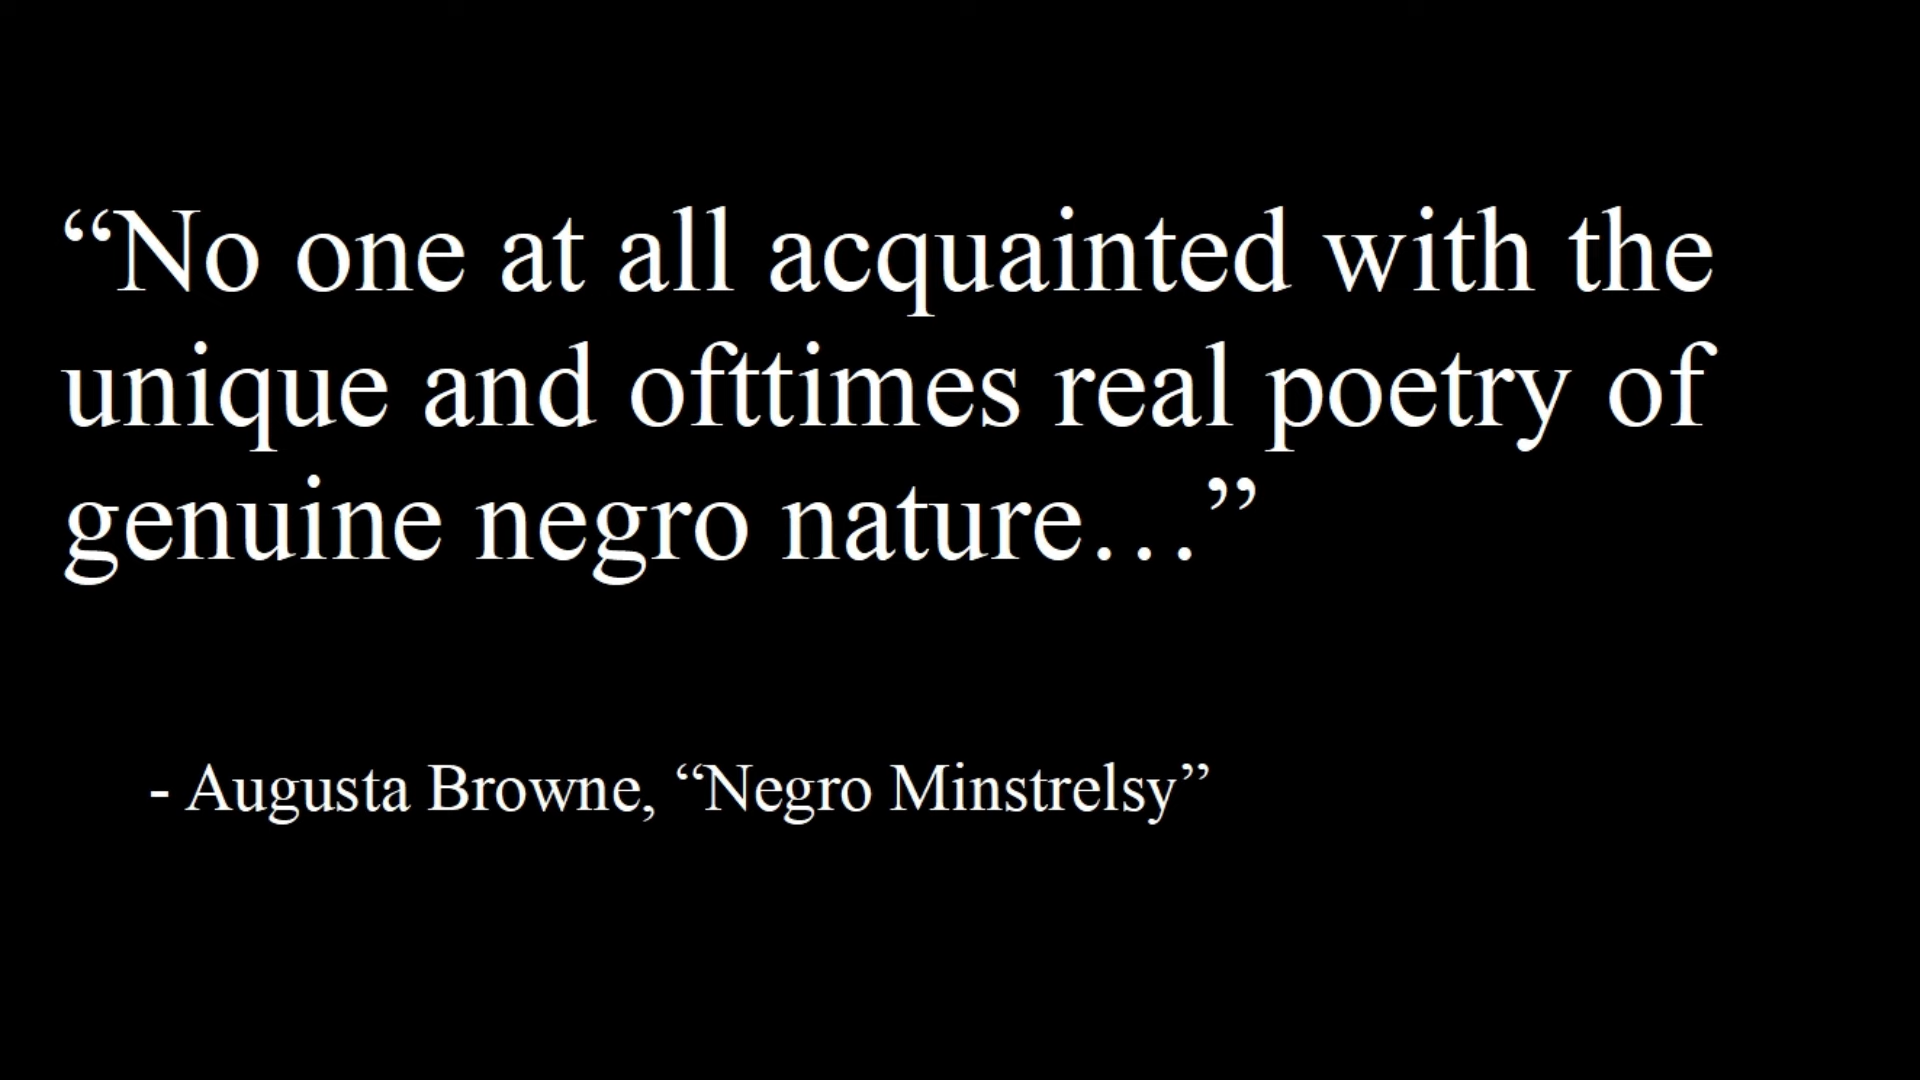 “No one at all acquainted with the
unique and ofttimes real poetry of
genuine negro nature…”
- Augusta Browne, “Negro Minstrelsy”